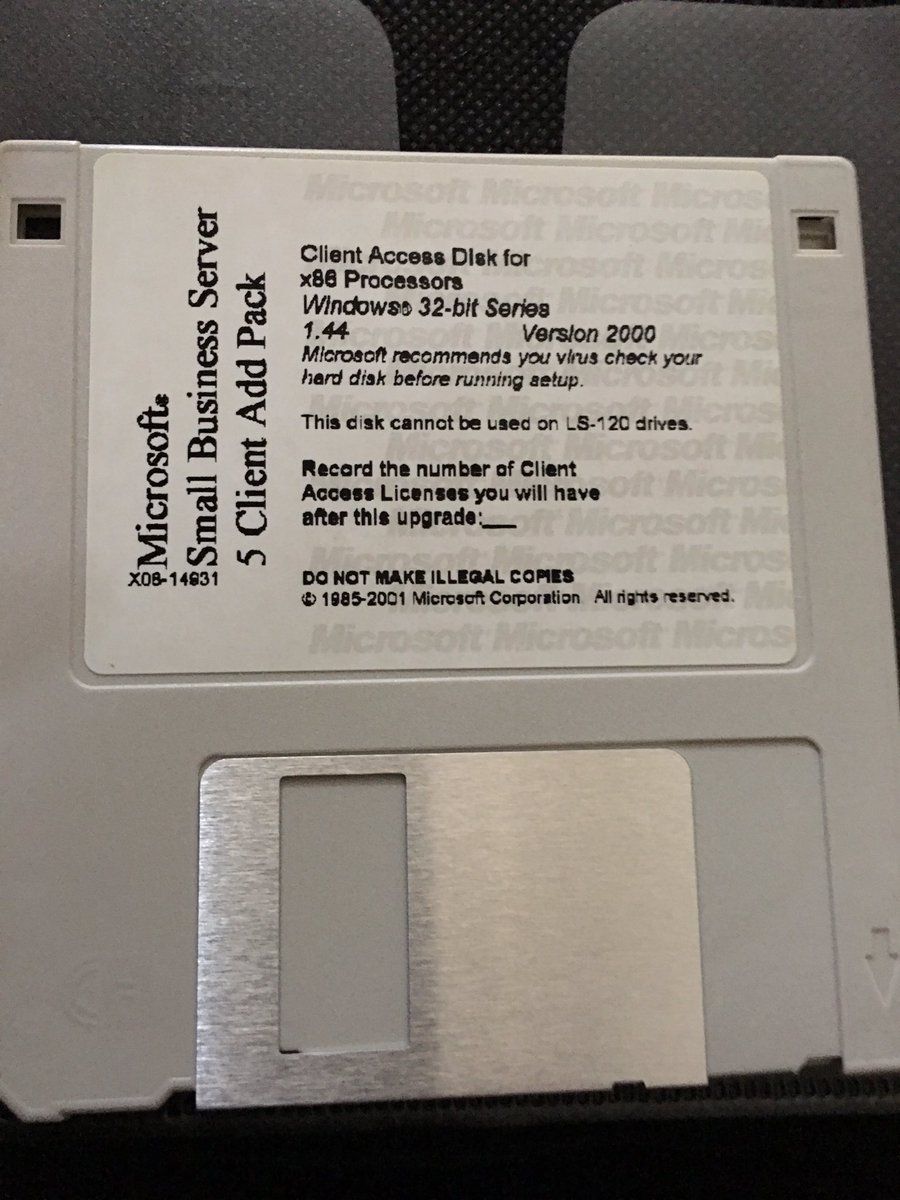 Microsoft®
Small Business Server
5 Client Add Pack
X06-14931
Client Access Disk for
x86 Processors
Windows® 32-bit Series
1.44 Version 2000
Microsoft recommends you virus check your
hard disk before running setup.
This disk cannot be used on LS-120 drives.
Record the number of Client
Access Licenses you will have
after this upgrade:___
DO NOT MAKE ILLEGAL COPIES
© 1985-2001 Microsoft Corporation All rights reserved.